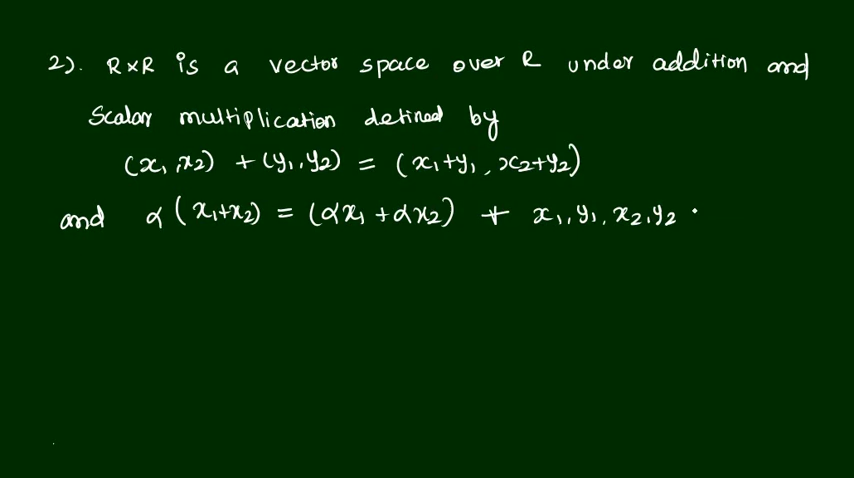 2). R×R is a vector space over R under addition and
Scalar multiplication defined by
(x₁,x₂) + (y₁,y₂) = (x₁+y₁, x₂+y₂)
and α(x₁+x₂) = (αx₁+αx₂) + x₁,y₁,x₂,y₂ .